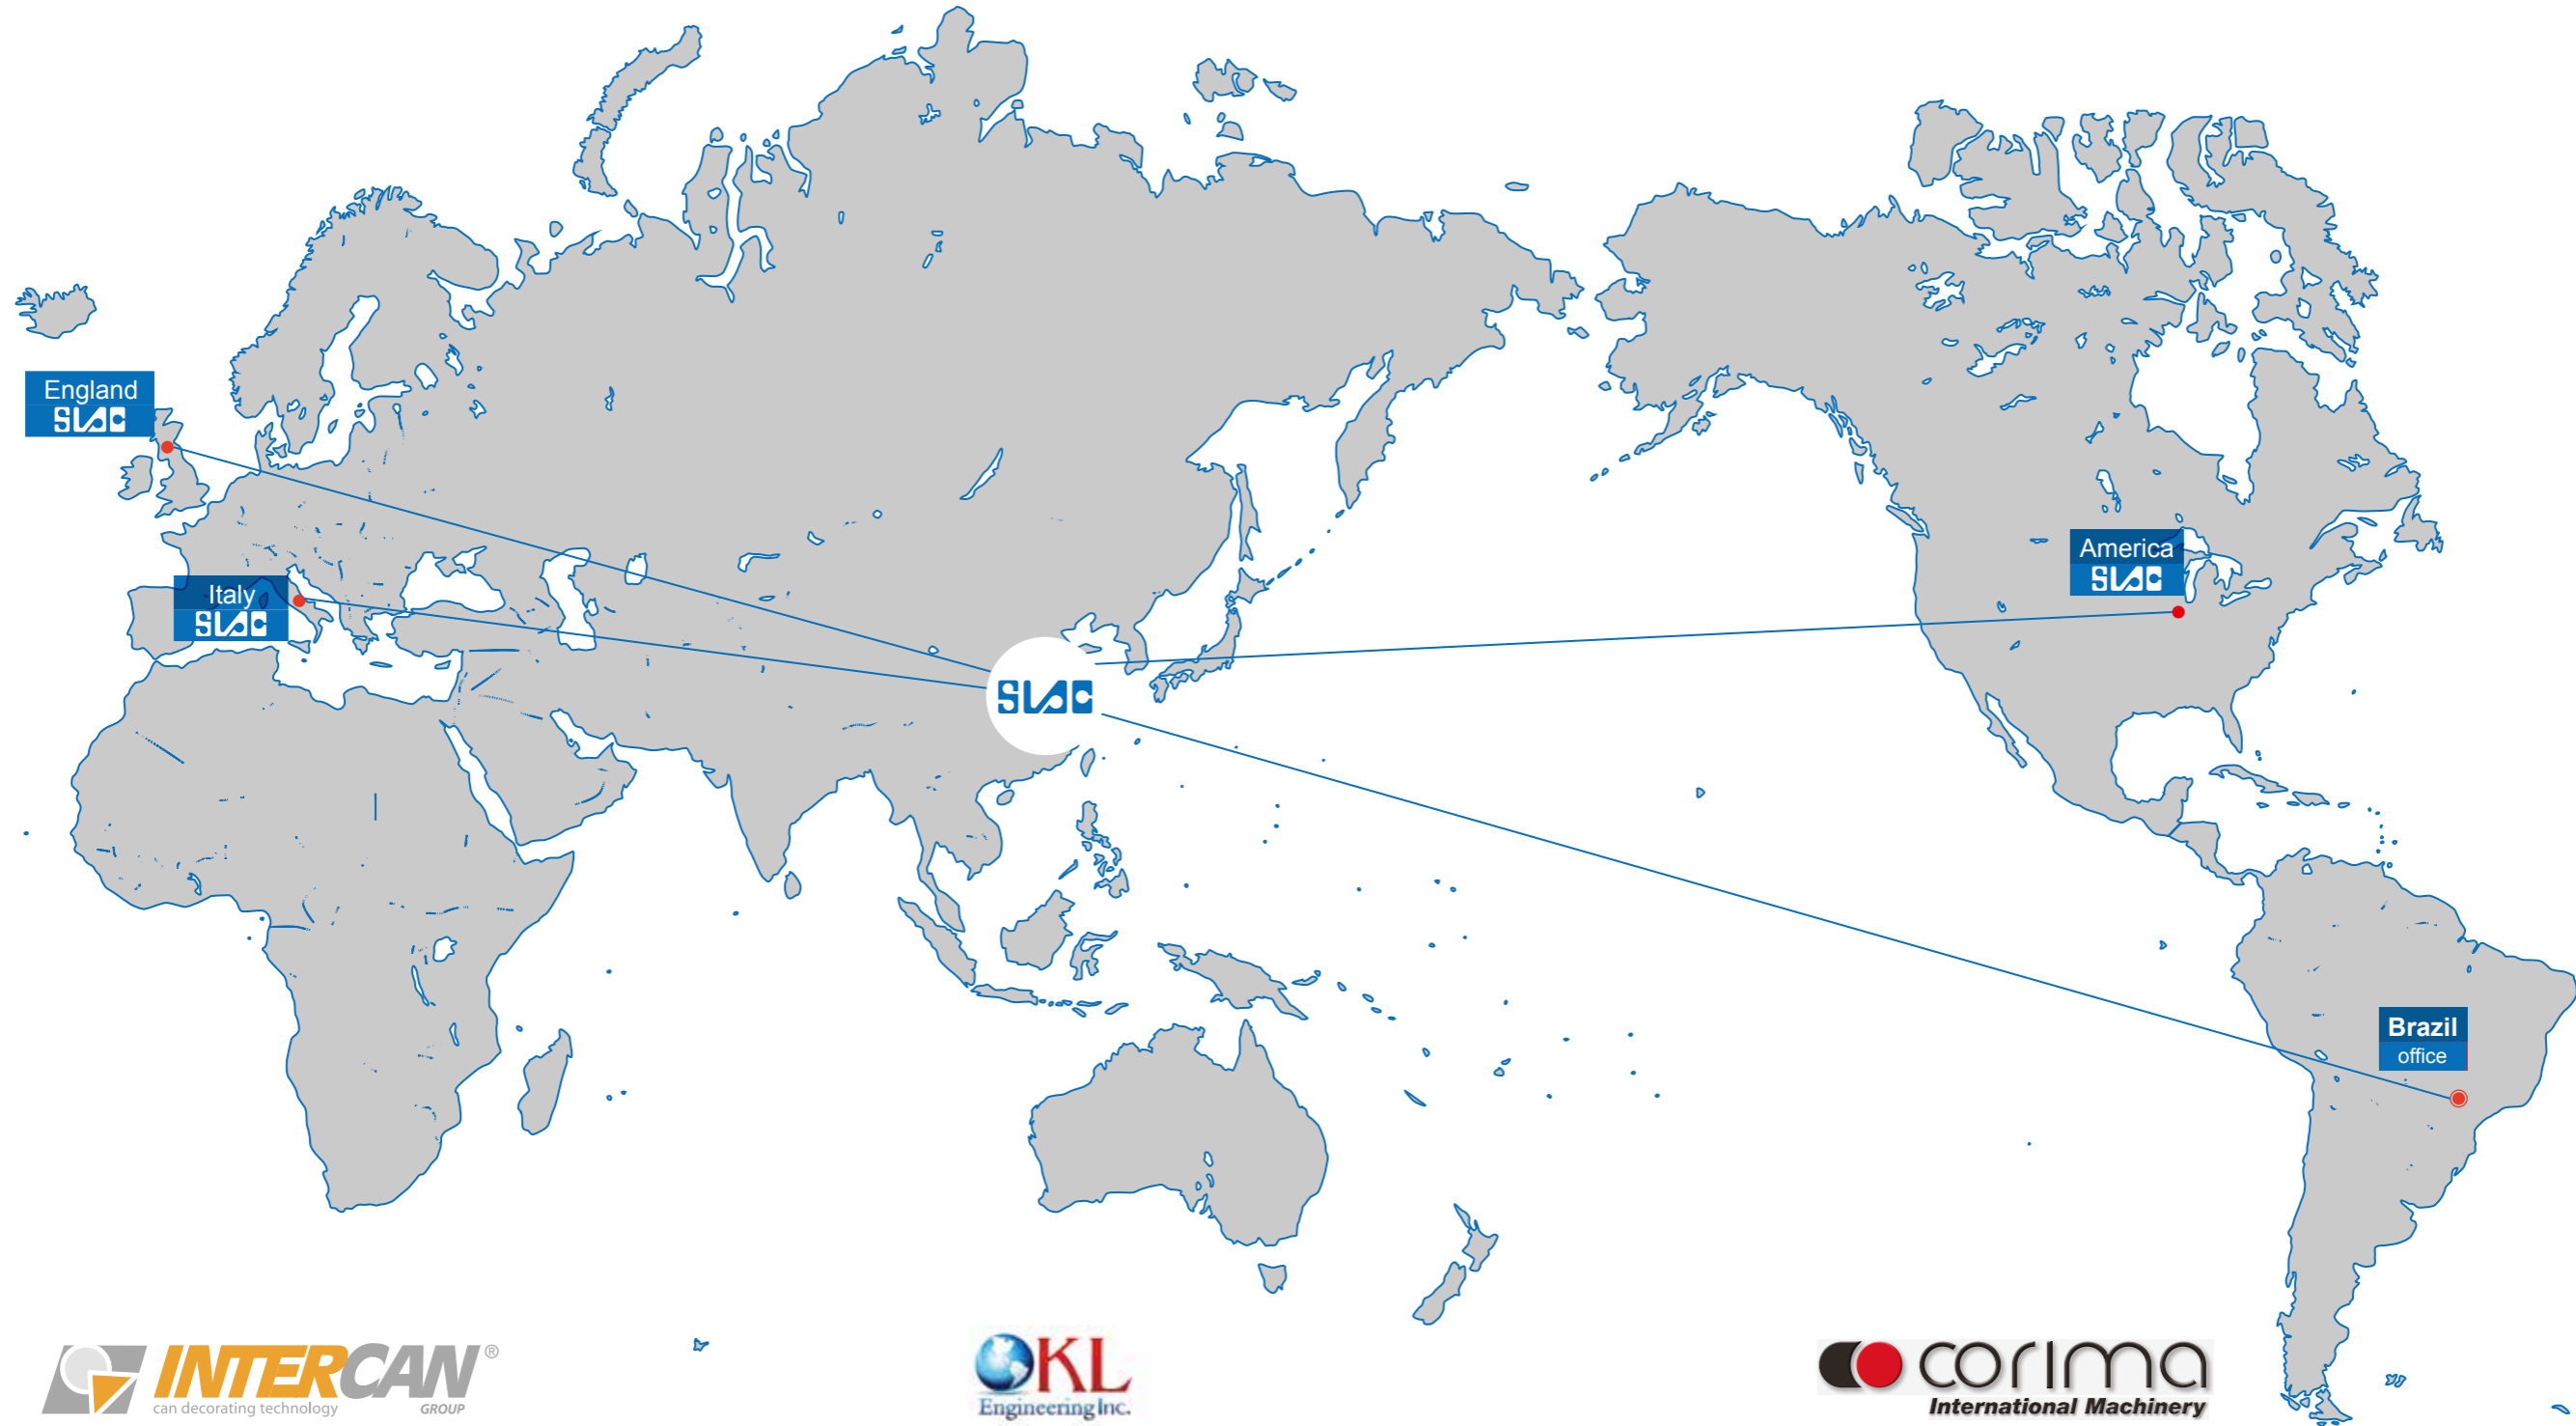 England
SLAC
Italy
SLAC
SLAC
America
SLAC
Brazil
office
INTERCAN®
can decorating technology GROUP
OKL
Engineering Inc.
corima
International Machinery